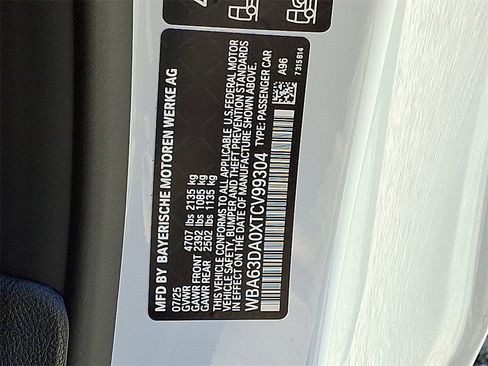 MFD BY BAYERISCHE MOTOREN WERKE AG
07/25
GVWR 4707 lbs 2135 kg
GAWR FRONT 2392 lbs 1085 kg
GAWR REAR 2502 lbs 1135 kg
THIS VEHICLE CONFORMS TO ALL APPLICABLE U.S. FEDERAL MOTOR
VEHICLE SAFETY, BUMPER AND THEFT PREVENTION STANDARDS
IN EFFECT ON THE DATE OF MANUFACTURE SHOWN ABOVE.
WBA63DA0XTCV99304 TYPE: PASSENGER CAR
A96
7315814